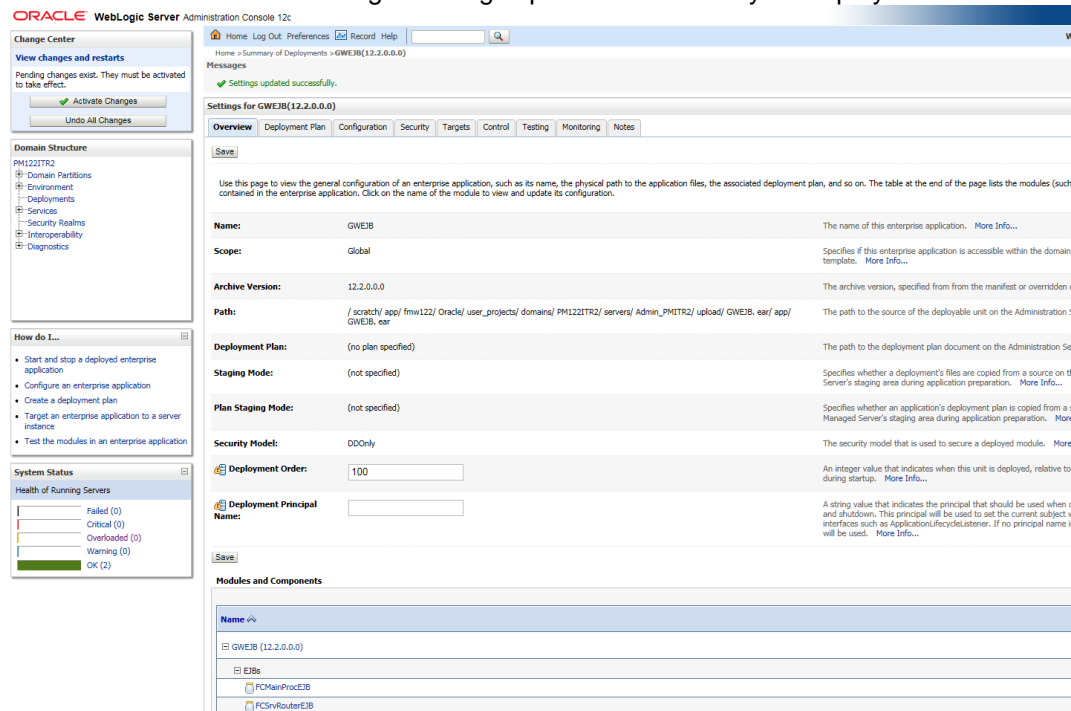 ORACLE WebLogic Server Administration Console 12c
Change Center
View changes and restarts
Pending changes exist. They must be activated
to take effect.
Activate Changes
Undo All Changes
Domain Structure
PM122ITR2
Domain Partitions
Environment
Deployments
Services
Security Realms
Interoperability
Diagnostics
How do I...
• Start and stop a deployed enterprise
application
• Configure an enterprise application
• Create a deployment plan
• Target an enterprise application to a server
instance
• Test the modules in an enterprise application
System Status
Health of Running Servers
Failed (0)
Critical (0)
Overloaded (0)
Warning (0)
OK (2)
Home Log Out Preferences Record Help
Home >Summary of Deployments >GWEJB(12.2.0.0.0)
Messages
Settings updated successfully.
Settings for GWEJB(12.2.0.0.0)
Overview Deployment Plan Configuration Security Targets Control Testing Monitoring Notes
Save
Use this page to view the general configuration of an enterprise application, such as its name, the physical path to the application files, the associated deployment plan, and so on. The table at the end of the page lists the modules (such
contained in the enterprise application. Click on the name of the module to view and update its configuration.
Name: GWEJB The name of this enterprise application. More Info...
Scope: Global Specifies if this enterprise application is accessible within the domain
template. More Info...
Archive Version: 12.2.0.0.0 The archive version, specified from from the manifest or overridden
Path: / scratch/ app/ fmw122/ Oracle/ user_projects/ domains/ PM122ITR2/ servers/ Admin_PMITR2/ upload/ GWEJB. ear/ app/ The path to the source of the deployable unit on the Administration S
GWEJB. ear
Deployment Plan: (no plan specified) The path to the deployment plan document on the Administration Se
Staging Mode: (not specified) Specifies whether a deployment's files are copied from a source on th
Server's staging area during application preparation. More Info...
Plan Staging Mode: (not specified) Specifies whether an application's deployment plan is copied from a s
Managed Server's staging area during application preparation. More
Security Model: DDOnly The security model that is used to secure a deployed module. More
Deployment Order: 100 An integer value that indicates when this unit is deployed, relative to
during startup. More Info...
Deployment Principal
Name:
A string value that indicates the principal that should be used when
and shutdown. This principal will be used to set the current subject w
interfaces such as ApplicationLifecycleListener. If no principal name i
will be used. More Info...
Save
Modules and Components
Name
GWEJB (12.2.0.0.0)
EJBs
FCMainProcEJB
FCSrvRouterEJB